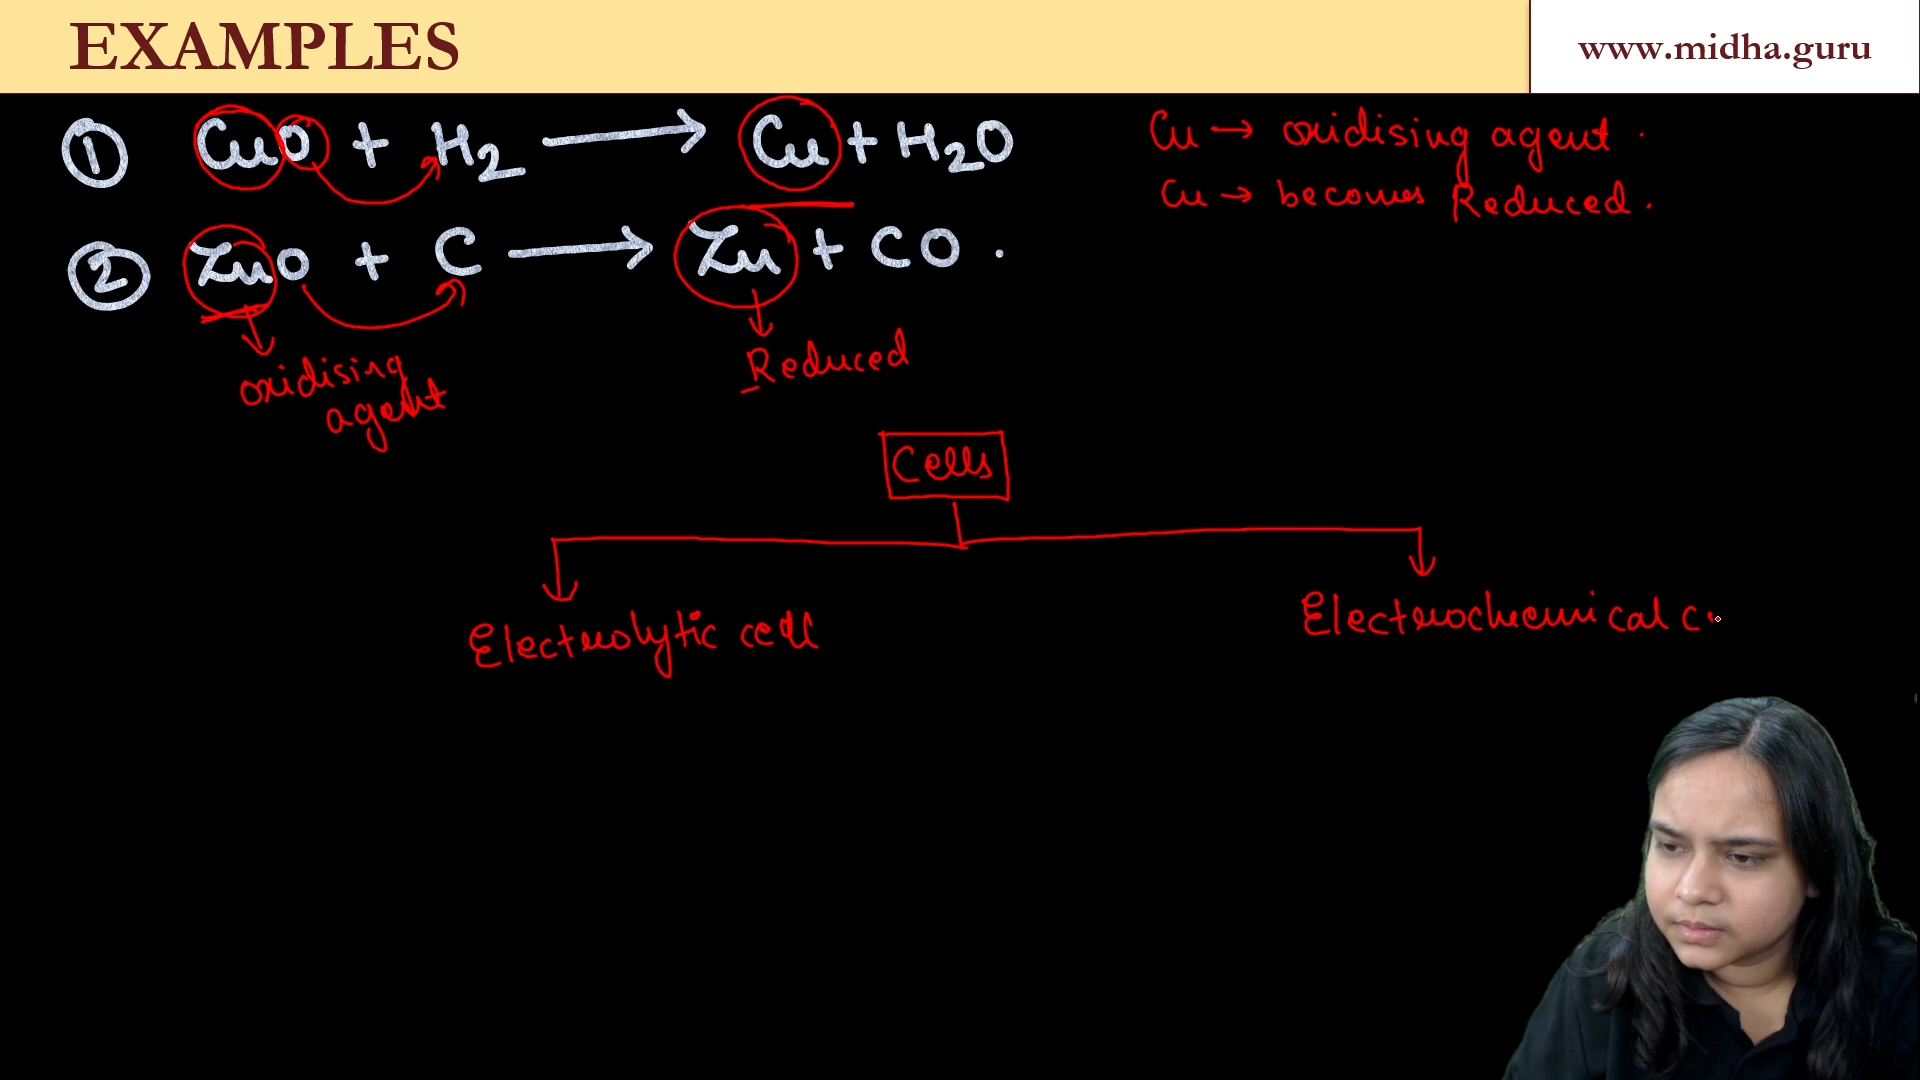 EXAMPLES
www.midha.guru
① CuO + H₂ ⟶ Cu + H₂O
Cu → oxidising agent.
Cu → becomes Reduced.
② ZnO + C ⟶ Zn + CO.
oxidising
agent
Reduced
Cells
Electrolytic cell
Electrochemical c